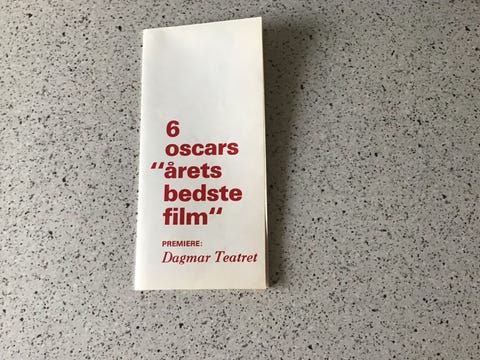 6
oscars
"årets
bedste
film"
PREMIERE:
Dagmar Teatret